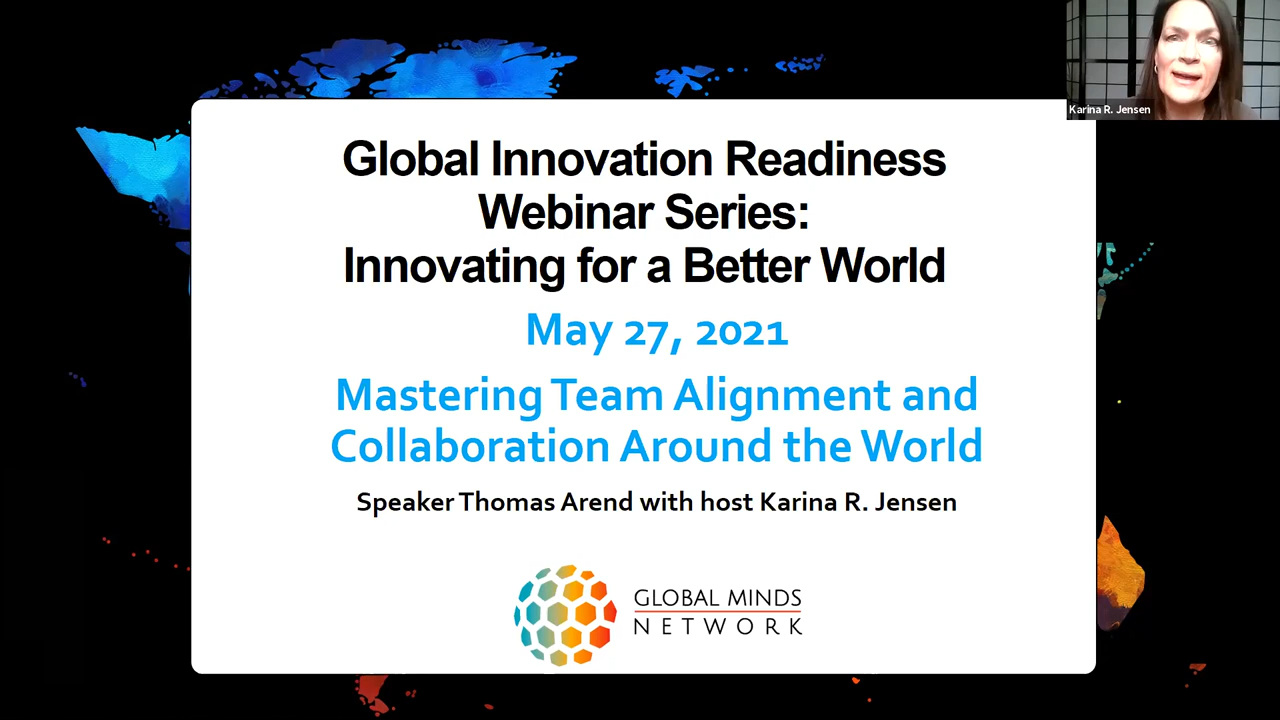 Karina R. Jensen
Global Innovation Readiness
Webinar Series:
Innovating for a Better World
May 27, 2021
Mastering Team Alignment and
Collaboration Around the World
Speaker Thomas Arend with host Karina R. Jensen
GLOBAL MINDS
NETWORK